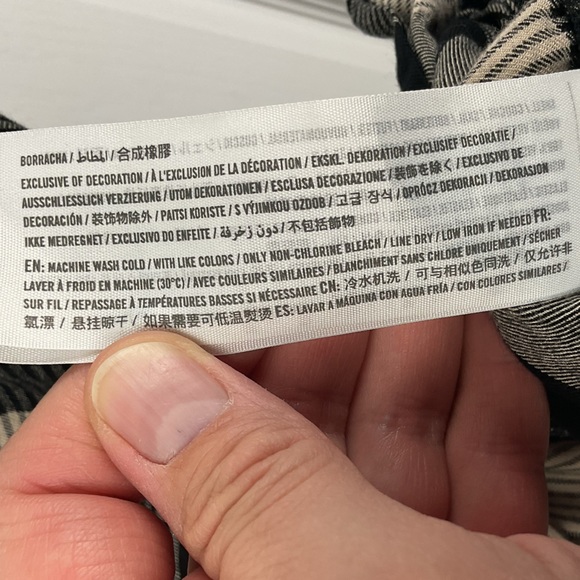 BORRACHA / المطاط / 合成橡膠
EXCLUSIVE OF DECORATION / À L'EXCLUSION DE LA DÉCORATION / EKSKL. DEKORATION / EXCLUSIEF DECORATIE /
AUSSCHLIESSLICH VERZIERUNG / UTOM DEKORATIONEN / ESCLUSA DECORAZIONE / 装飾を除く / EXCLUSIVO DE
DECORACIÓN / 装饰物除外 / PAITSI KORISTE / S VÝJIMKOU OZDOB / 고급 장식 / OPRÓCZ DEKORACJI / DEKORASJON
IKKE MEDREGNET / EXCLUSIVO DO ENFEITE / دون زخرفة / 不包括飾物
EN: MACHINE WASH COLD / WITH LIKE COLORS / ONLY NON-CHLORINE BLEACH / LINE DRY / LOW IRON IF NEEDED FR:
LAVER À FROID EN MACHINE (30°C) / AVEC COULEURS SIMILAIRES / BLANCHIMENT SANS CHLORE UNIQUEMENT / SÉCHER
SUR FIL / REPASSAGE À TEMPÉRATURES BASSES SI NÉCESSAIRE CN: 冷水机洗 / 可与相似色同洗 / 仅允许非
氯漂 / 悬挂晾干 / 如果需要可低温熨烫 ES: LAVAR A MÁQUINA CON AGUA FRÍA / CON COLORES SIMILARES /